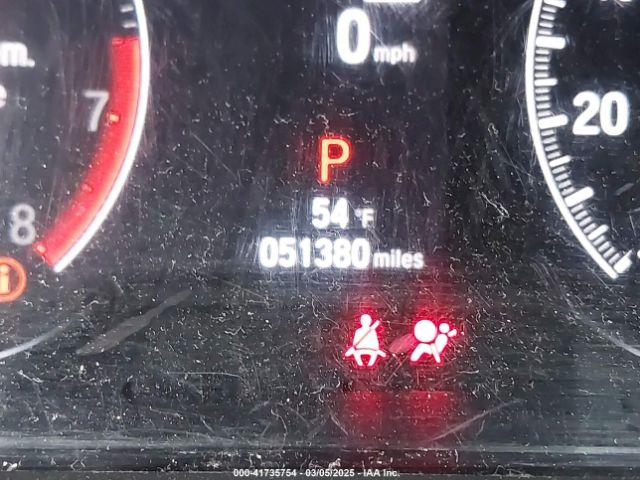 0 mph
m.
e
7
20
P
54 °F
8
051380 miles
i
000-41735754 - 03/05/2025 - IAA Inc.